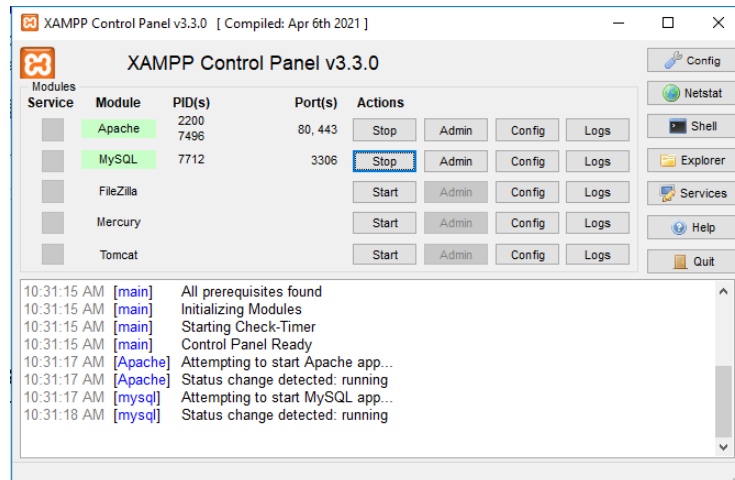 XAMPP Control Panel v3.3.0 [ Compiled: Apr 6th 2021 ]
XAMPP Control Panel v3.3.0
Config
Modules
Service Module PID(s) Port(s) Actions
Netstat
Apache 2200 7496 80, 443 Stop Admin Config Logs
Shell
MySQL 7712 3306 Stop Admin Config Logs
Explorer
FileZilla Start Admin Config Logs
Services
Mercury Start Admin Config Logs
Help
Tomcat Start Admin Config Logs
Quit
10:31:15 AM [main] All prerequisites found
10:31:15 AM [main] Initializing Modules
10:31:15 AM [main] Starting Check-Timer
10:31:15 AM [main] Control Panel Ready
10:31:17 AM [Apache] Attempting to start Apache app...
10:31:17 AM [Apache] Status change detected: running
10:31:17 AM [mysql] Attempting to start MySQL app...
10:31:18 AM [mysql] Status change detected: running